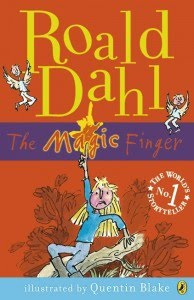 Roald
Dahl
The Magic Finger
THE WORLD'S
No.1
STORYTELLER
illustrated by Quentin Blake